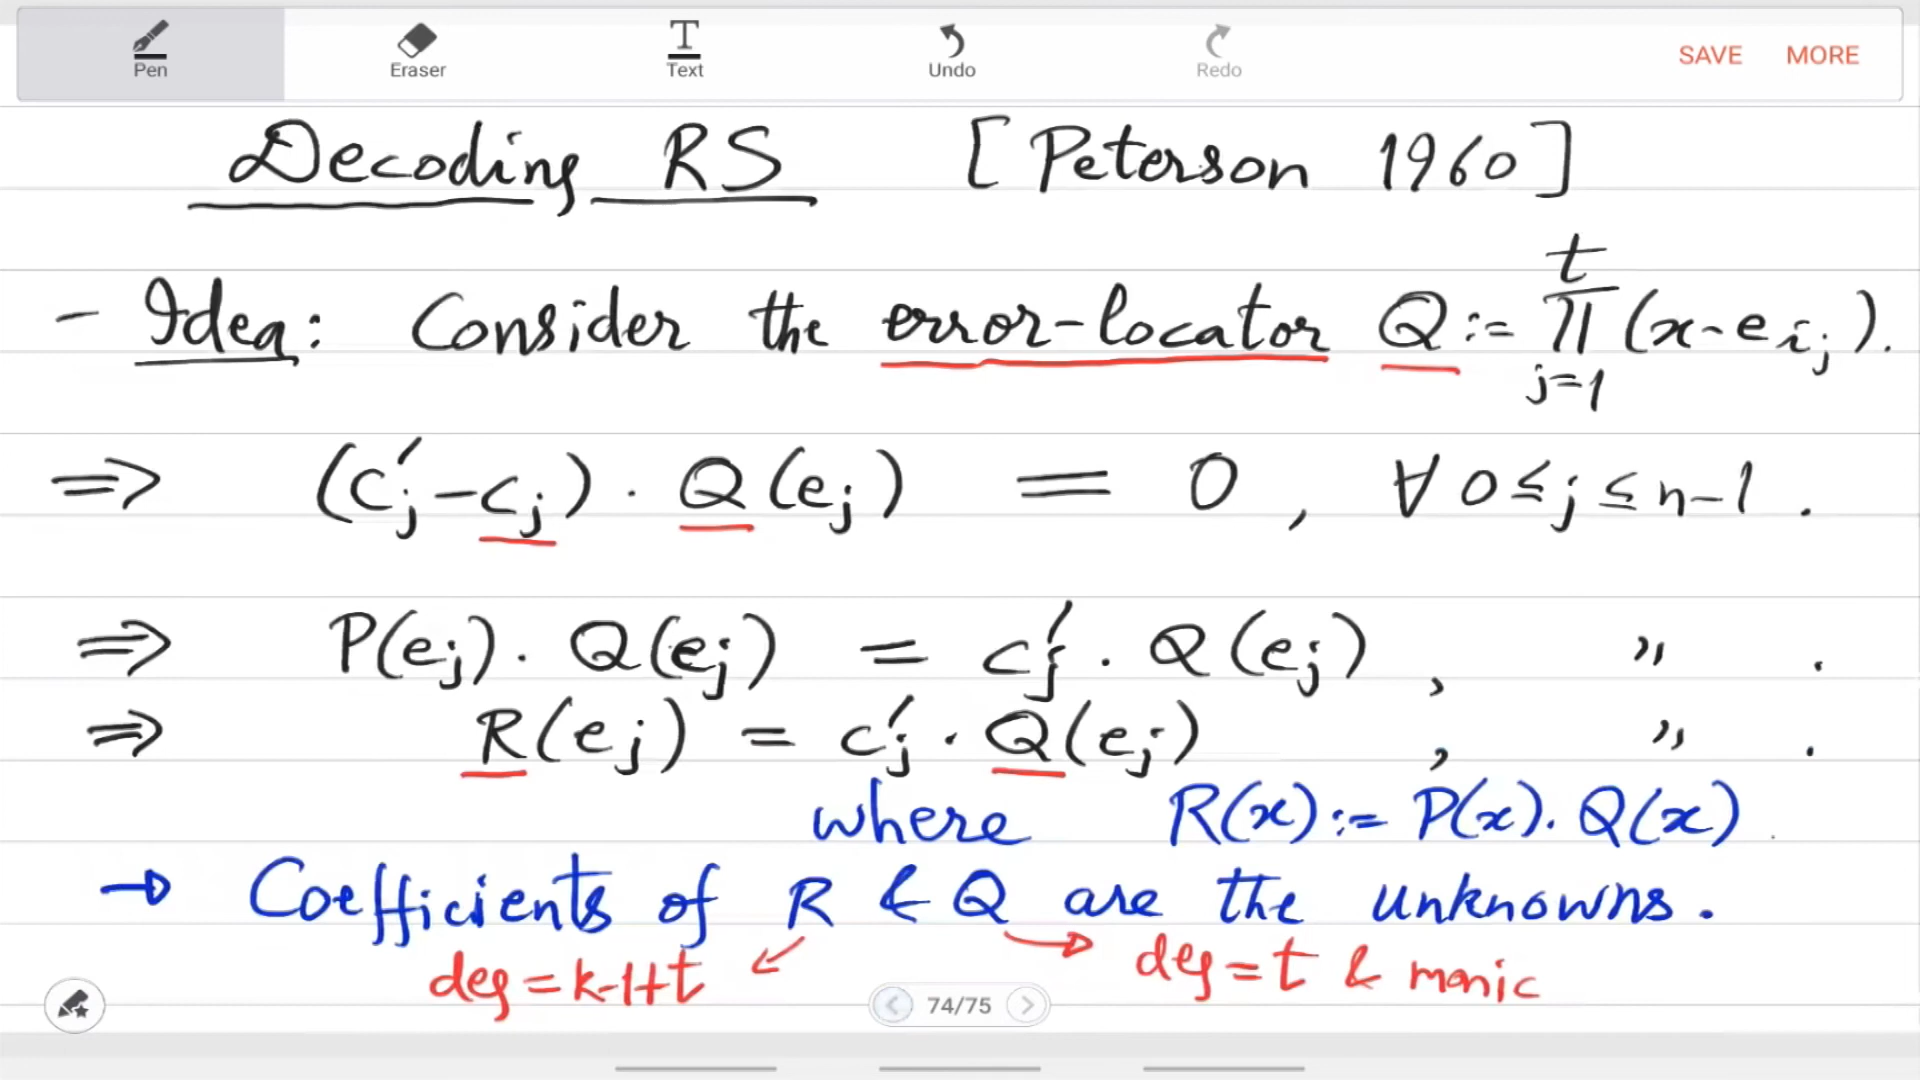 Pen Eraser Text Undo Redo SAVE MORE
Decoding RS [Peterson 1960]
- Idea: Consider the error-locator Q := ∏_{j=1}^{t} (x - e_{i_j}).
⇒ (c'_j - c_j) · Q(e_j) = 0, ∀ 0 ≤ j ≤ n-1.
⇒ P(e_j) · Q(e_j) = c'_j · Q(e_j), " .
⇒ R(e_j) = c'_j · Q(e_j), " .
where R(x) := P(x). Q(x).
→ Coefficients of R & Q are the unknowns.
deg = k-1+t ↙ → deg = t & monic
74/75